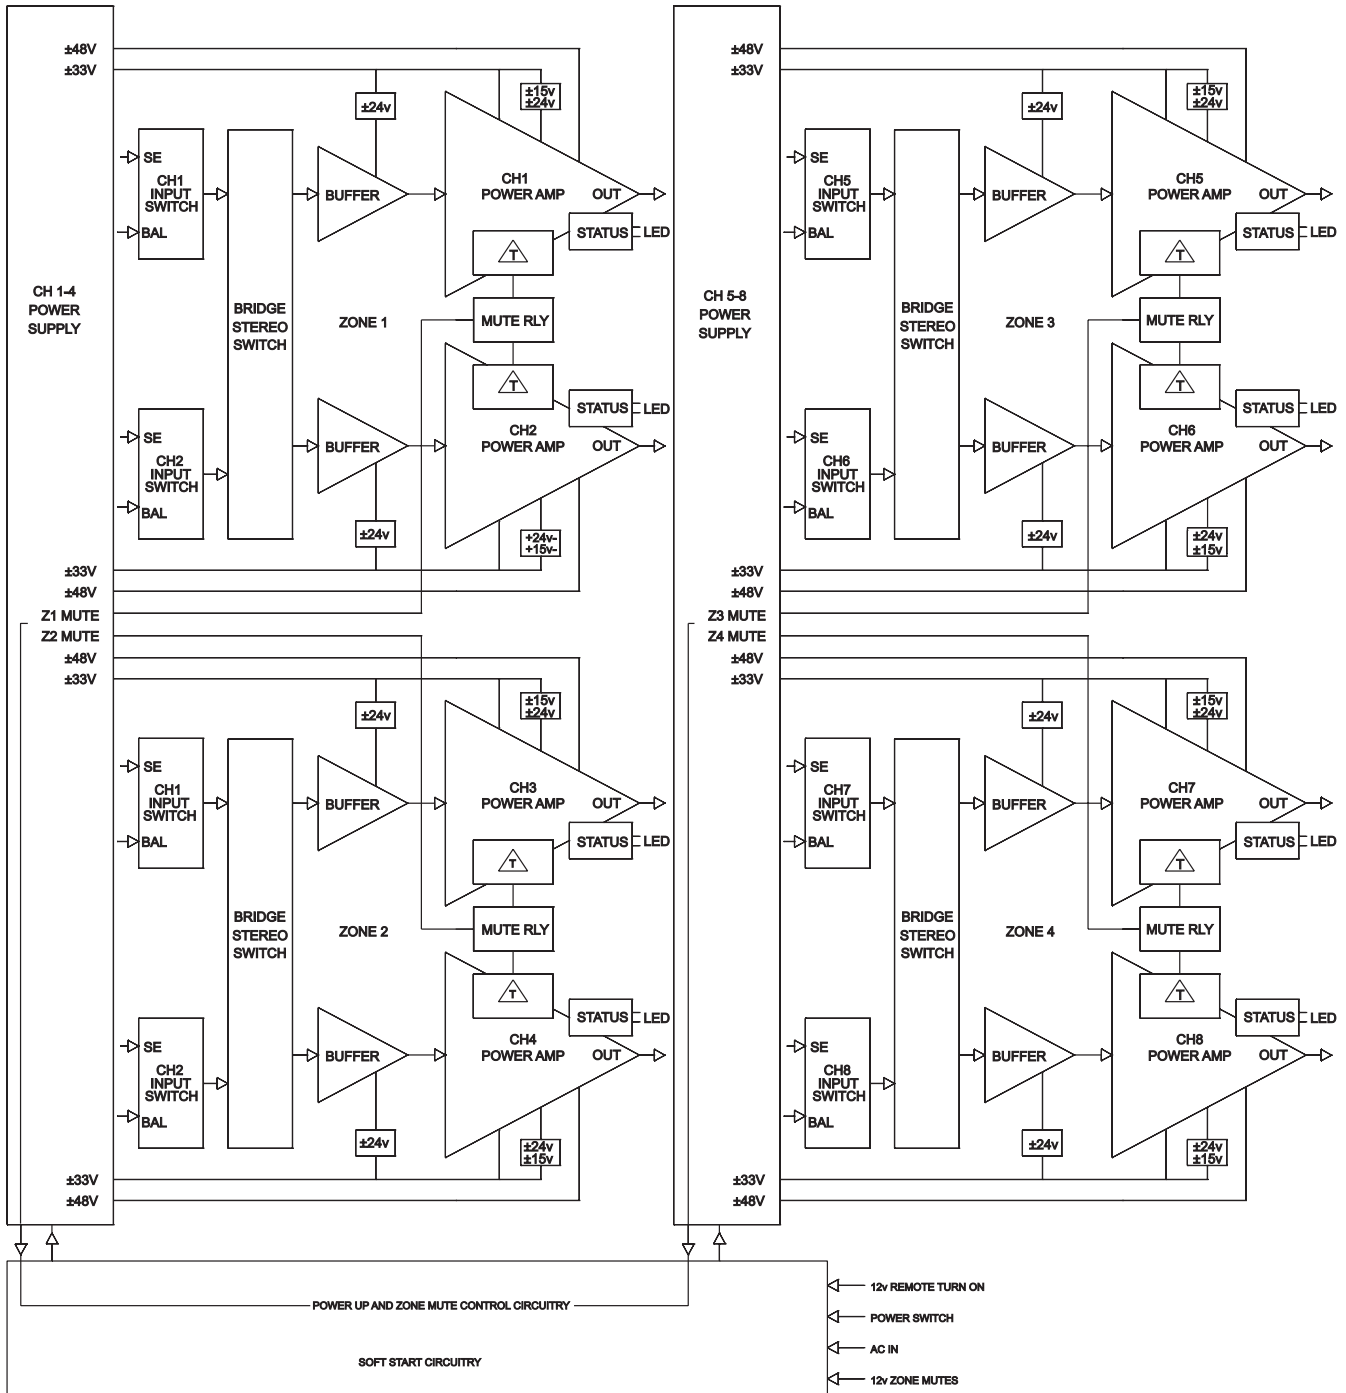 ±48V
±33V
±24v
±15v
±24v
SE
CH1
INPUT
SWITCH
BAL
BUFFER
CH1
POWER AMP
OUT
STATUS
LED
T
CH 1-4
POWER
SUPPLY
BRIDGE
STEREO
SWITCH
ZONE 1
MUTE RLY
T
STATUS
LED
SE
CH2
INPUT
SWITCH
BAL
BUFFER
CH2
POWER AMP
OUT
±24v
+24v-
+15v-
±33V
±48V
Z1 MUTE
Z2 MUTE
±48V
±33V
±24v
±15v
±24v
SE
CH1
INPUT
SWITCH
BAL
BUFFER
CH3
POWER AMP
OUT
STATUS
LED
T
BRIDGE
STEREO
SWITCH
ZONE 2
MUTE RLY
T
STATUS
LED
SE
CH2
INPUT
SWITCH
BAL
BUFFER
CH4
POWER AMP
OUT
±24v
±24v
±15v
±33V
±48V
±48V
±33V
±24v
±15v
±24v
SE
CH5
INPUT
SWITCH
BAL
BUFFER
CH5
POWER AMP
OUT
STATUS
LED
T
CH 5-8
POWER
SUPPLY
BRIDGE
STEREO
SWITCH
ZONE 3
MUTE RLY
T
STATUS
LED
SE
CH6
INPUT
SWITCH
BAL
BUFFER
CH6
POWER AMP
OUT
±24v
±24v
±15v
±33V
±48V
Z3 MUTE
Z4 MUTE
±48V
±33V
±24v
±15v
±24v
SE
CH7
INPUT
SWITCH
BAL
BUFFER
CH7
POWER AMP
OUT
STATUS
LED
T
BRIDGE
STEREO
SWITCH
ZONE 4
MUTE RLY
T
STATUS
LED
SE
CH8
INPUT
SWITCH
BAL
BUFFER
CH8
POWER AMP
OUT
±24v
±24v
±15v
±33V
±48V
POWER UP AND ZONE MUTE CONTROL CIRCUITRY
SOFT START CIRCUITRY
12v REMOTE TURN ON
POWER SWITCH
AC IN
12v ZONE MUTES